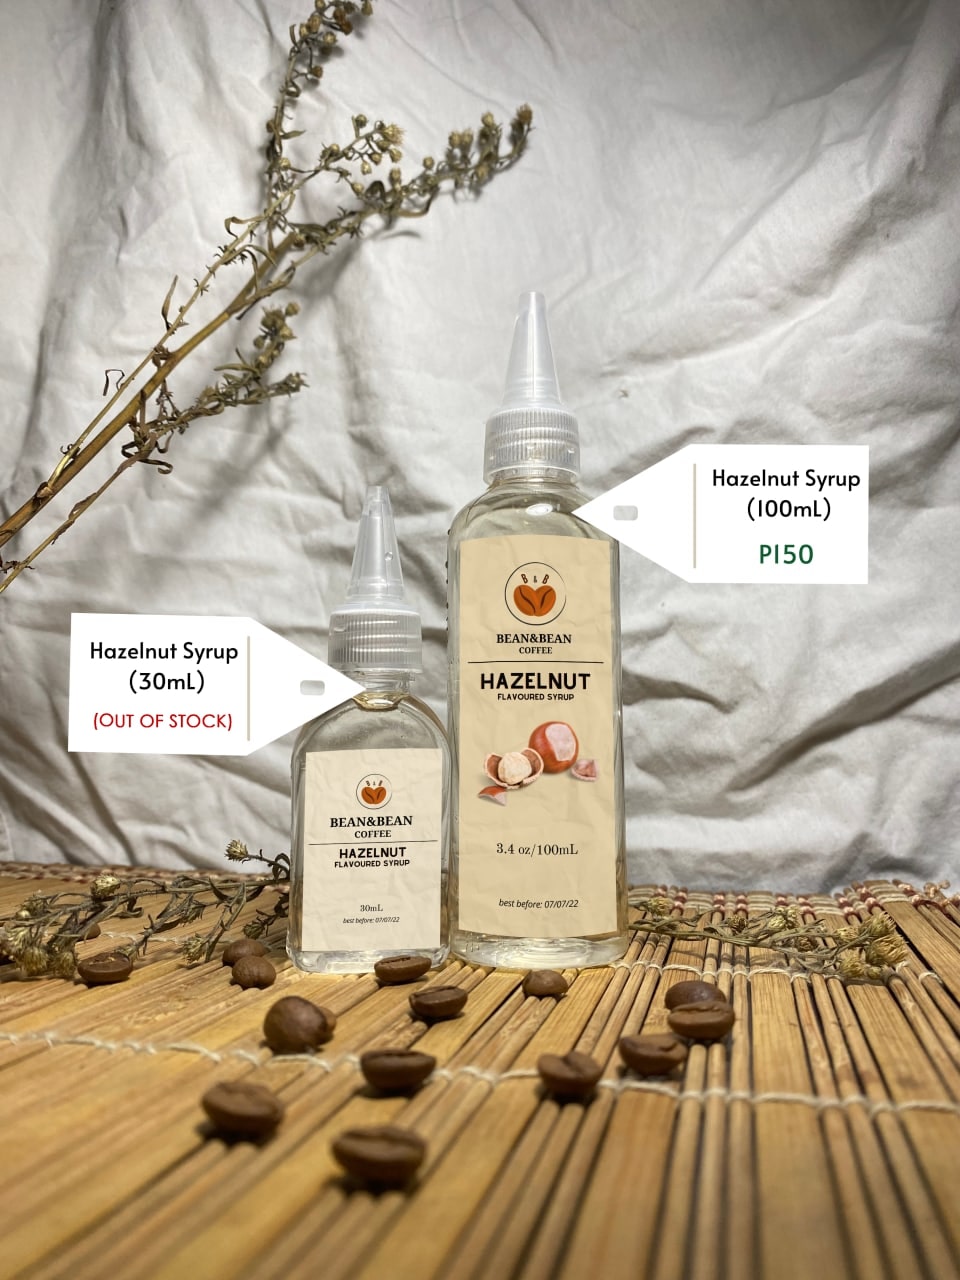 Hazelnut Syrup
(100mL)
P150
Hazelnut Syrup
(30mL)
(OUT OF STOCK)
B & B
BEAN&BEAN
COFFEE
HAZELNUT
FLAVOURED SYRUP
3.4 oz/100mL
best before: 07/07/22
B & B
BEAN&BEAN
COFFEE
HAZELNUT
FLAVOURED SYRUP
30mL
best before: 07/07/22